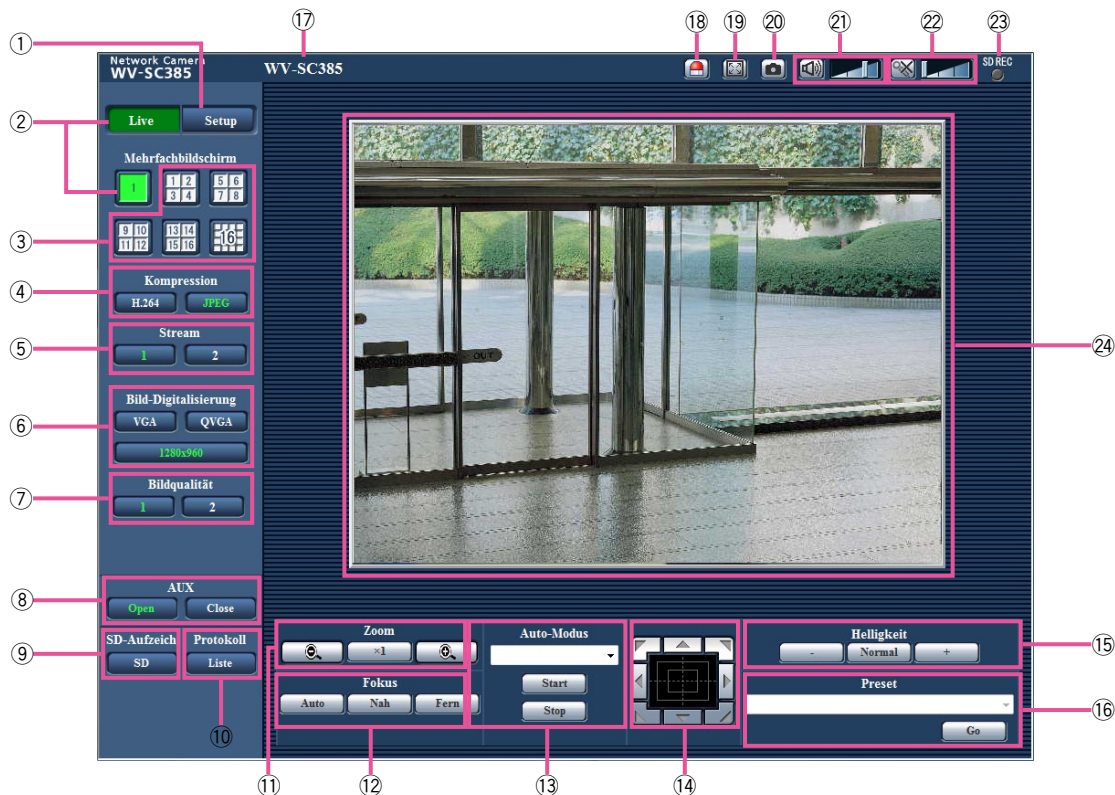 ⑰
⑱ ⑲ ⑳ ㉑ ㉒ ㉓
①
Network Camera
WV-SC385
WV-SC385
SD REC
②
Live Setup
Mehrfachbildschirm
1
1 2
3 4
5 6
7 8
③
9 10
11 12
13 14
15 16
16
④
Kompression
H.264 JPEG
⑤
Stream
1 2
㉔
OUT
⑥
Bild-Digitalisierung
VGA QVGA
1280x960
⑦
Bildqualität
1 2
⑧
AUX
Open Close
⑨
SD-Aufzeich
SD
Protokoll
Liste
⑩
Zoom
×1
Fokus
Auto Nah Fern
Auto-Modus
Start
Stop
Helligkeit
- Normal +
⑮
Preset
Go
⑯
⑪ ⑫ ⑬ ⑭